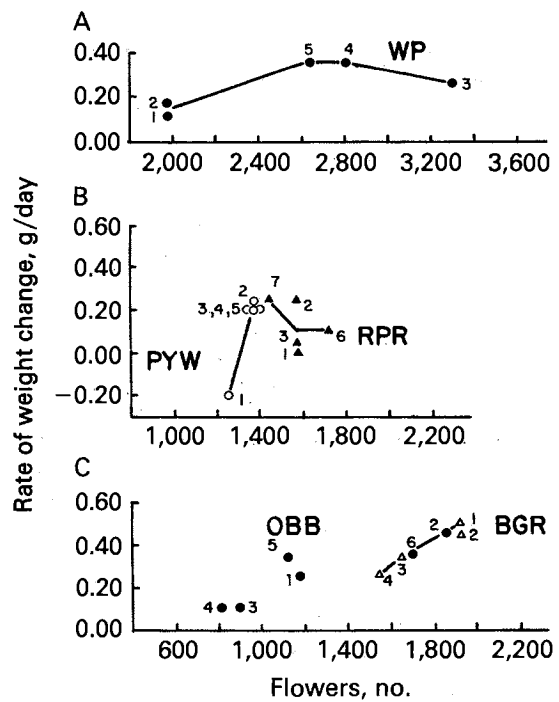 A
0.40
0.20
0.00
5 4 WP
2
1
3
2,000 2,400 2,800 3,200 3,600
Rate of weight change, g/day
B
0.60
0.40
0.20
0.00
−0.20
2 7
3,4,5
2
3
1
6
PYW
RPR
1
1,000 1,400 1,800 2,200
C
0.60
0.40
0.20
0.00
OBB
BGR
5
1
4 3
6
2
1
2
3
4
600 1,000 1,400 1,800 2,200
Flowers, no.